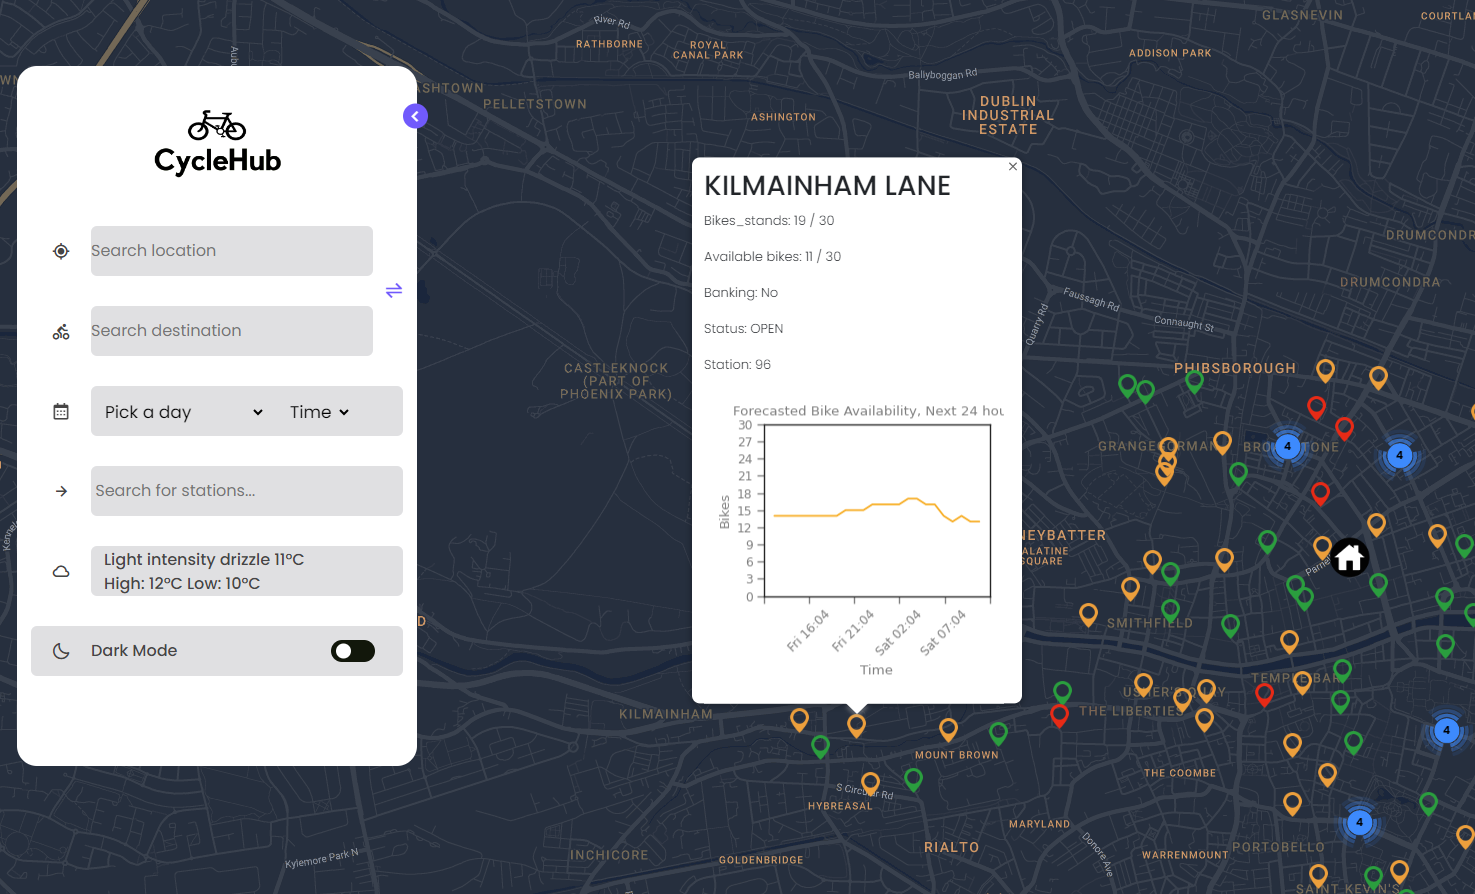 CycleHub
Search location
Search destination
Pick a day
Time
Search for stations...
Light intensity drizzle 11°C
High: 12°C Low: 10°C
Dark Mode
KILMAINHAM LANE
Bikes_stands: 19 / 30
Available bikes: 11 / 30
Banking: No
Status: OPEN
Station: 96
Forecasted Bike Availability, Next 24 hou
30
27
24
21
18
15
12
9
6
3
0
Bikes
Fri 16:04
Fri 21:04
Sat 02:04
Sat 07:04
Time
River Rd
RATHBORNE
ROYAL
CANAL PARK
GLASNEVIN
COURTLA
ADDISON PARK
Ballyboggan Rd
ASHTOWN
PELLETSTOWN
ASHINGTON
DUBLIN
INDUSTRIAL
ESTATE
DRUMCONDR
DRUMCONDRA
Faussagh Rd
Quarry Rd
Connaught St
CASTLEKNOCK
(PART OF
PHOENIX PARK)
PHIBSBOROUGH
GRANGEGORMAN
4
4
NEYBATTER
ALATINE
SQUARE
Parne
SMITHFIELD
TEMPLE BAR
USHER'S QUAY
THE LIBERTIES
KILMAINHAM
4
MOUNT BROWN
THE COOMBE
S Circular Rd
HYBREASAL
4
MARYLAND
Donore Ave
RIALTO
WARRENMOUNT
PORTOBELLO
Kylemore Park N
INCHICORE
GOLDENBRIDGE
SAINT KEVIN'S